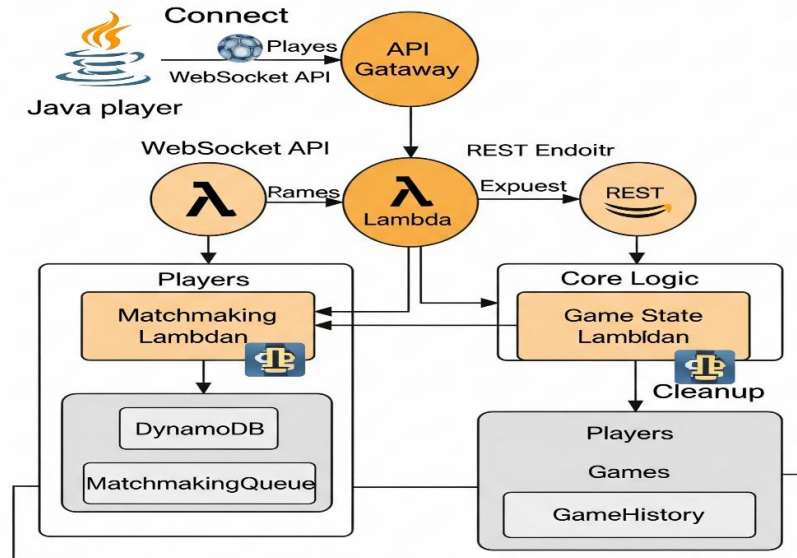 Connect
Playes
WebSocket API
Java player
API
Gataway
WebSocket API
REST Endoitr
Rames
λ
Lambda
Expuest
REST
λ
Players
Matchmaking
Lambdan
Core Logic
Game State
Lambídan
Cleanup
DynamoDB
MatchmakingQueue
Players
Games
GameHistory